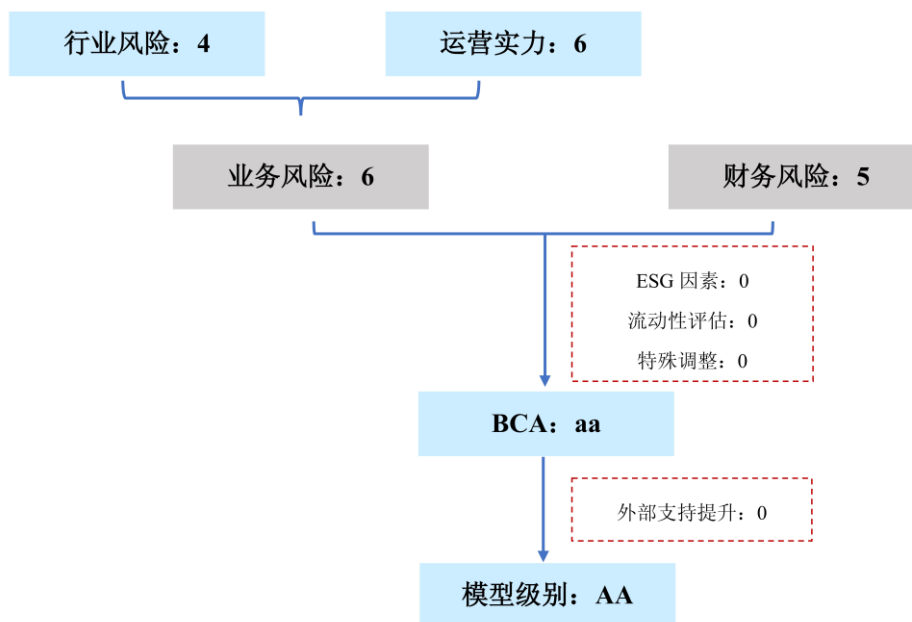 行业风险：4
运营实力：6
业务风险：6
财务风险：5
ESG 因素：0
流动性评估：0
特殊调整：0
BCA：aa
外部支持提升：0
模型级别：AA